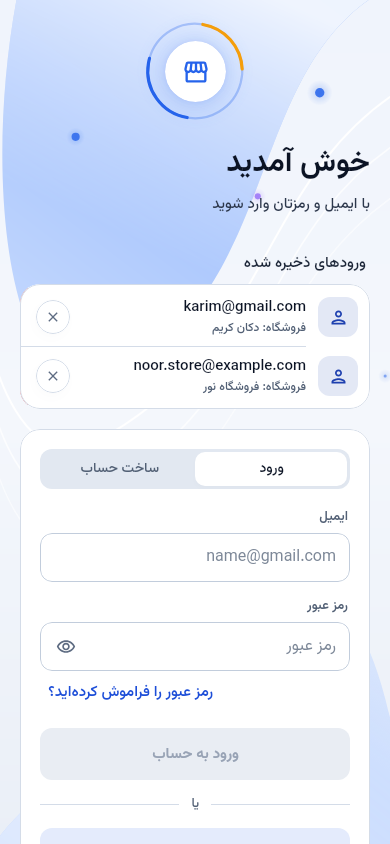 خوش آمدید
با ایمیل و رمزتان وارد شوید
ورودهای ذخیره شده
karim@gmail.com
فروشگاه: دکان کریم
noor.store@example.com
فروشگاه: فروشگاه نور
ورود
ساخت حساب
ایمیل
name@gmail.com
رمز عبور
رمز عبور
رمز عبور را فراموش کرده‌اید؟
ورود به حساب
یا